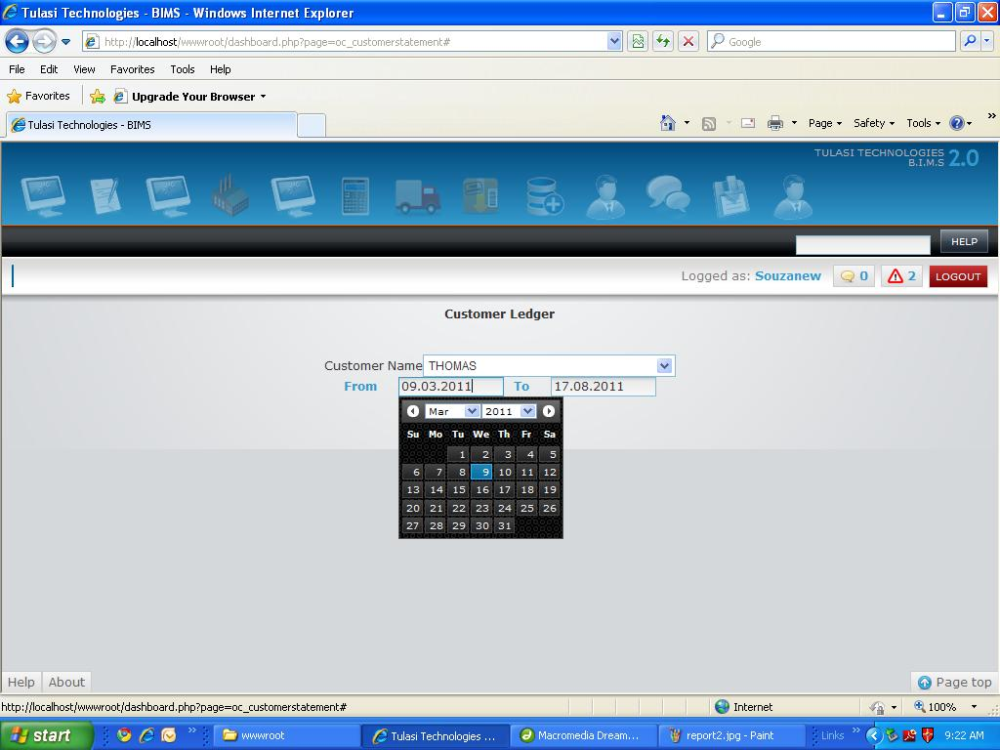 Tulasi Technologies - BIMS - Windows Internet Explorer
http://localhost/wwwroot/dashboard.php?page=oc_customerstatement#
Google
File Edit View Favorites Tools Help
Favorites Upgrade Your Browser
Tulasi Technologies - BIMS
Page Safety Tools
TULASI TECHNOLOGIES
B.I.M.S 2.0
HELP
Logged as: Souzanew 0 2 LOGOUT
Customer Ledger
Customer Name THOMAS
From 09.03.2011 To 17.08.2011
Mar 2011
Su Mo Tu We Th Fr Sa
1 2 3 4 5
6 7 8 9 10 11 12
13 14 15 16 17 18 19
20 21 22 23 24 25 26
27 28 29 30 31
Help About Page top
http://localhost/wwwroot/dashboard.php?page=oc_customerstatement# Internet 100%
start wwwroot Tulasi Technologies ... Macromedia Dream... report2.jpg - Paint Links 9:22 AM